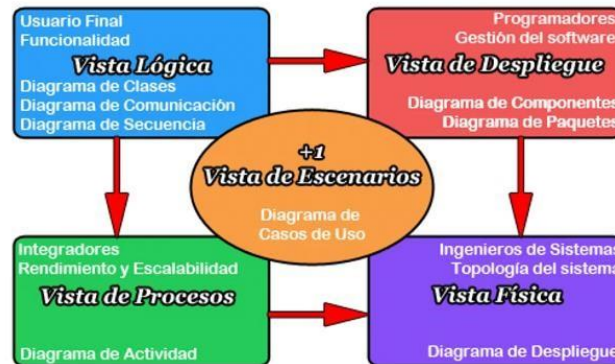 Usuario Final
Funcionalidad
Vista Lógica
Diagrama de Clases
Diagrama de Comunicación
Diagrama de Secuencia
Programadores
Gestión del software
Vista de Despliegue
Diagrama de Componentes
Diagrama de Paquetes
+1
Vista de Escenarios
Diagrama de
Casos de Uso
Integradores
Rendimiento y Escalabilidad
Vista de Procesos
Diagrama de Actividad
Ingenieros de Sistemas
Topología del sistema
Vista Física
Diagrama de Despliegue